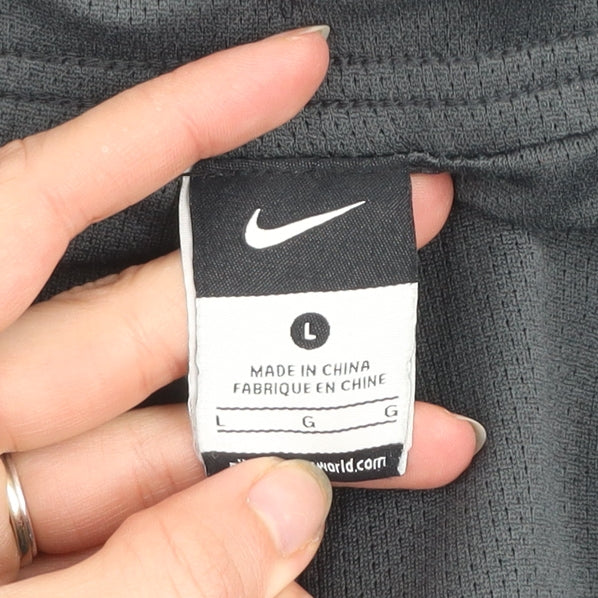 L
MADE IN CHINA
FABRIQUE EN CHINE
L G G
world.com